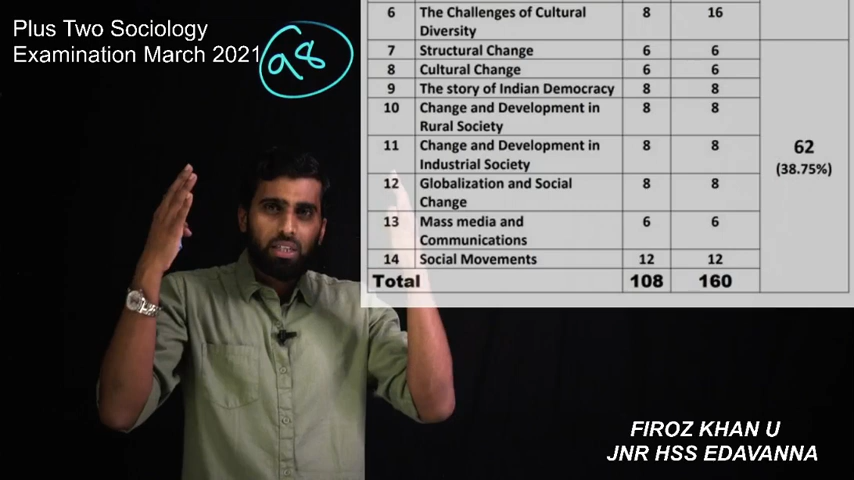 Plus Two Sociology
Examination March 2021
98
6 The Challenges of Cultural 8 16
Diversity
7 Structural Change 6 6
8 Cultural Change 6 6
9 The story of Indian Democracy 8 8
10 Change and Development in 8 8
Rural Society
11 Change and Development in 8 8
Industrial Society
62
(38.75%)
12 Globalization and Social 8 8
Change
13 Mass media and 6 6
Communications
14 Social Movements 12 12
Total 108 160
FIROZ KHAN U
JNR HSS EDAVANNA